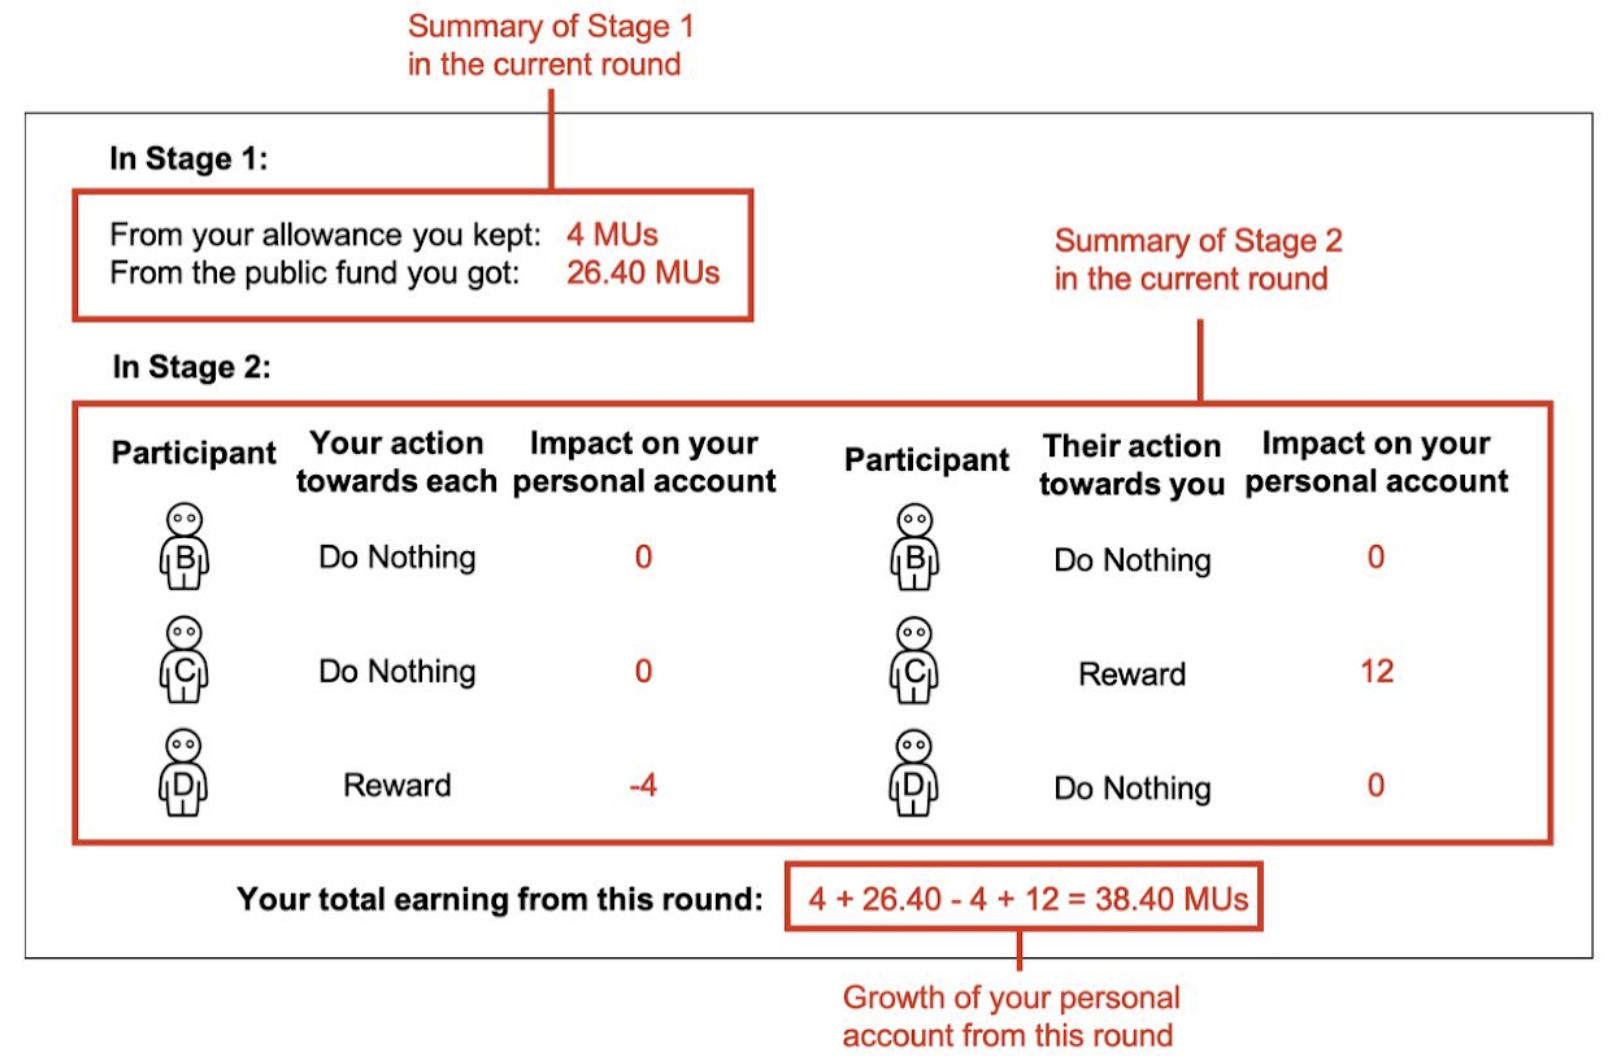 Summary of Stage 1
in the current round
In Stage 1:
From your allowance you kept: 4 MUs
From the public fund you got: 26.40 MUs
Summary of Stage 2
in the current round
In Stage 2:
Participant Your action towards each Impact on your personal account Participant Their action towards you Impact on your personal account
B Do Nothing 0 B Do Nothing 0
C Do Nothing 0 C Reward 12
D Reward -4 D Do Nothing 0
Your total earning from this round: 4 + 26.40 - 4 + 12 = 38.40 MUs
Growth of your personal
account from this round